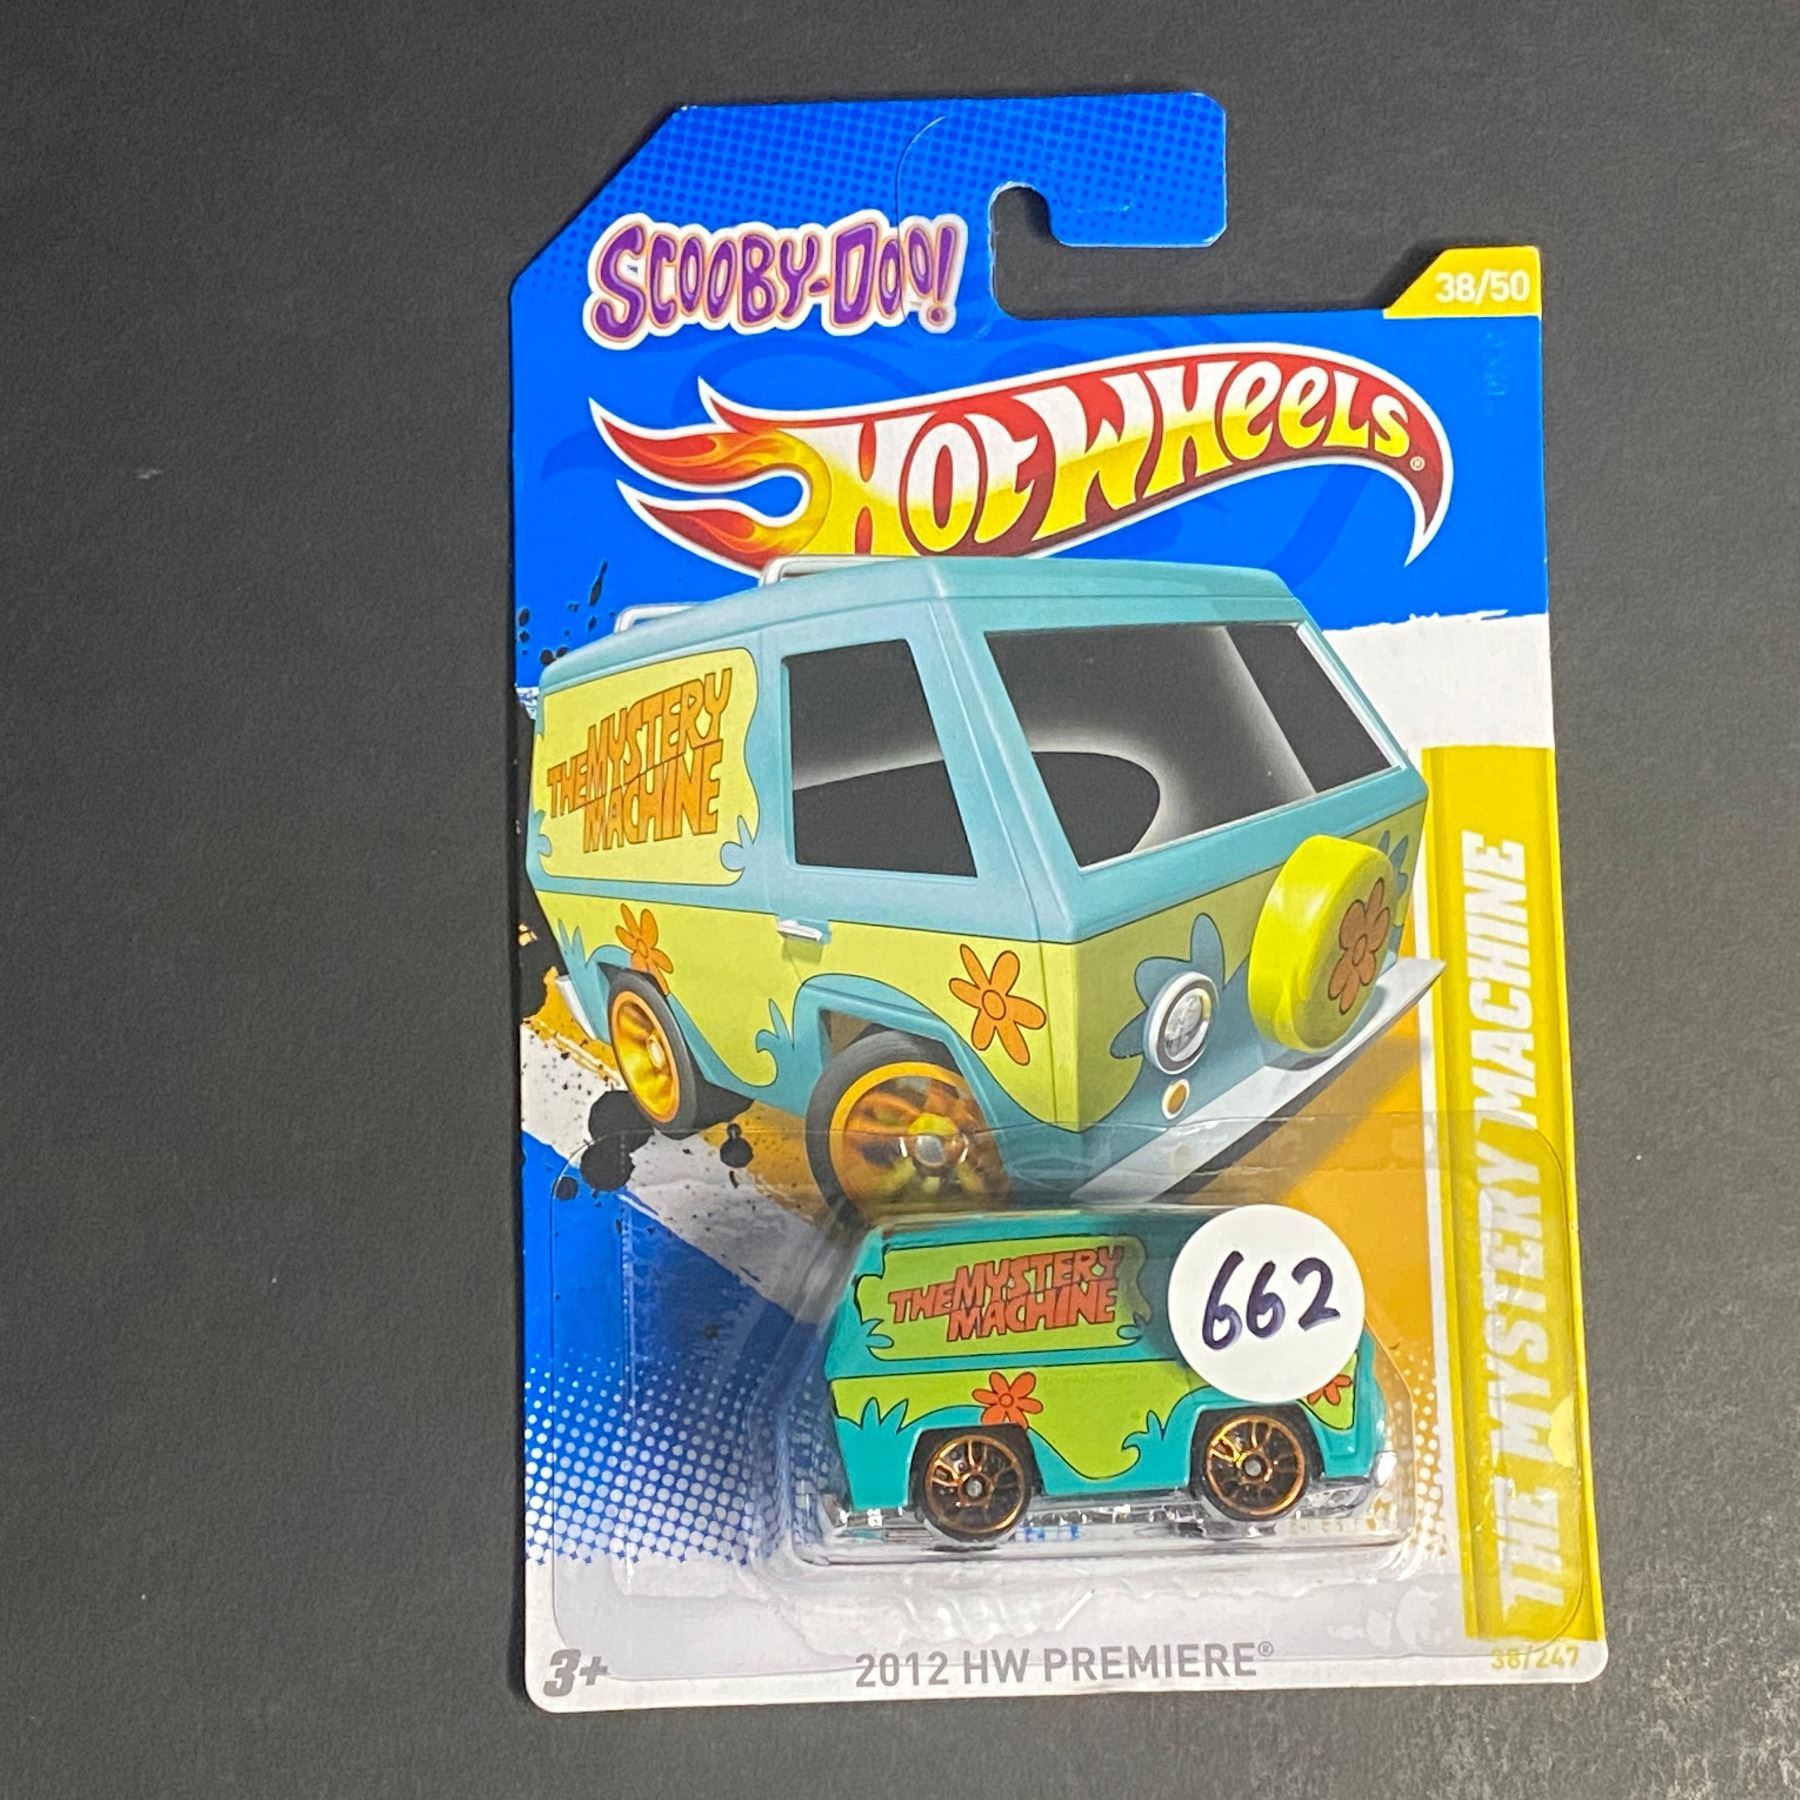 SCOOBY-DOO!
38/50
HOT WHEELS®
THE MYSTERY
MACHINE
THE MYSTERY MACHINE
THE MYSTERY
MACHINE
662
3+
2012 HW PREMIERE®
38/247